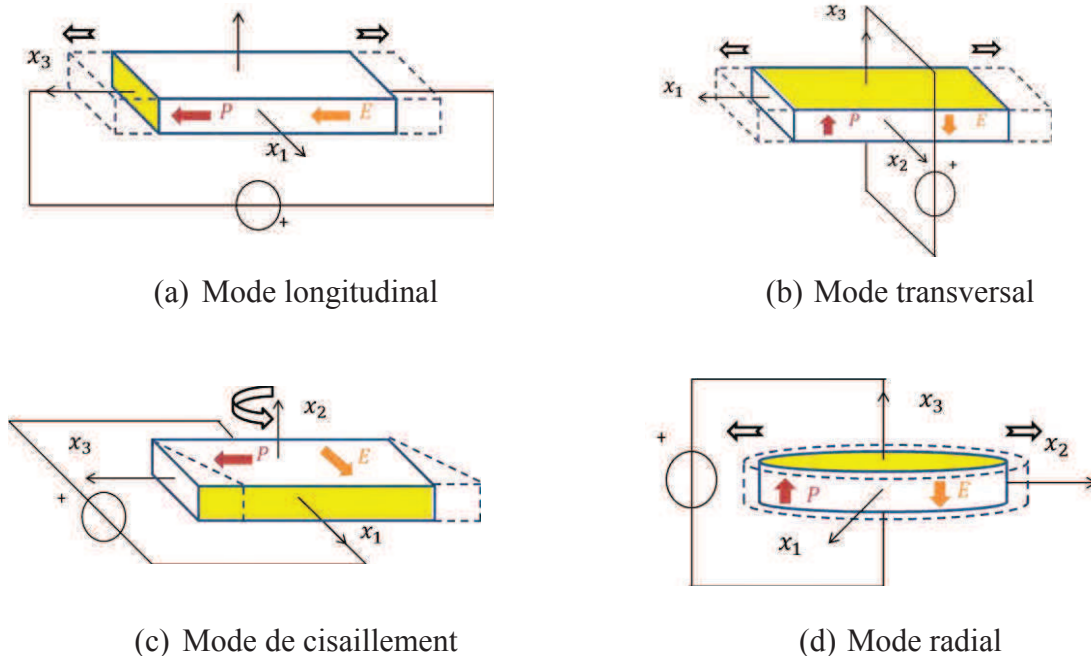 x₃
P
E
x₁
+
(a) Mode longitudinal
x₃
x₁
P
E
x₂
+
(b) Mode transversal
x₂
x₃
P
E
+
x₁
(c) Mode de cisaillement
x₃
+
x₂
P
E
x₁
(d) Mode radial